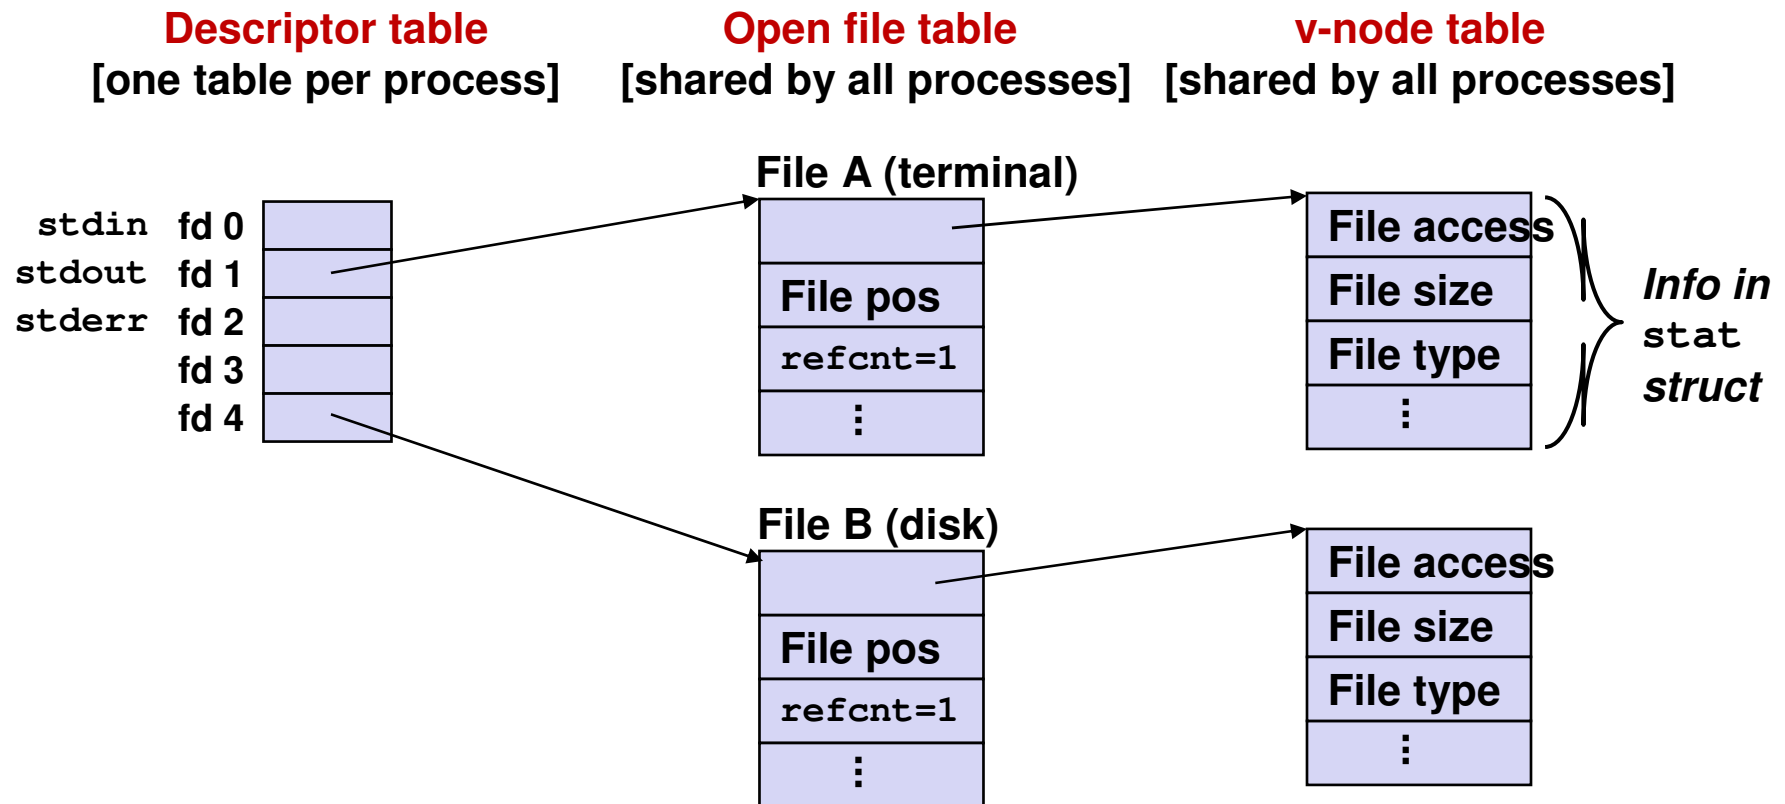 Descriptor table
[one table per process]
Open file table
[shared by all processes]
v-node table
[shared by all processes]
stdin fd 0
stdout fd 1
stderr fd 2
fd 3
fd 4
File A (terminal)
File pos
refcnt=1
⋮
File access
File size
File type
⋮
Info in
stat
struct
File B (disk)
File pos
refcnt=1
⋮
File access
File size
File type
⋮